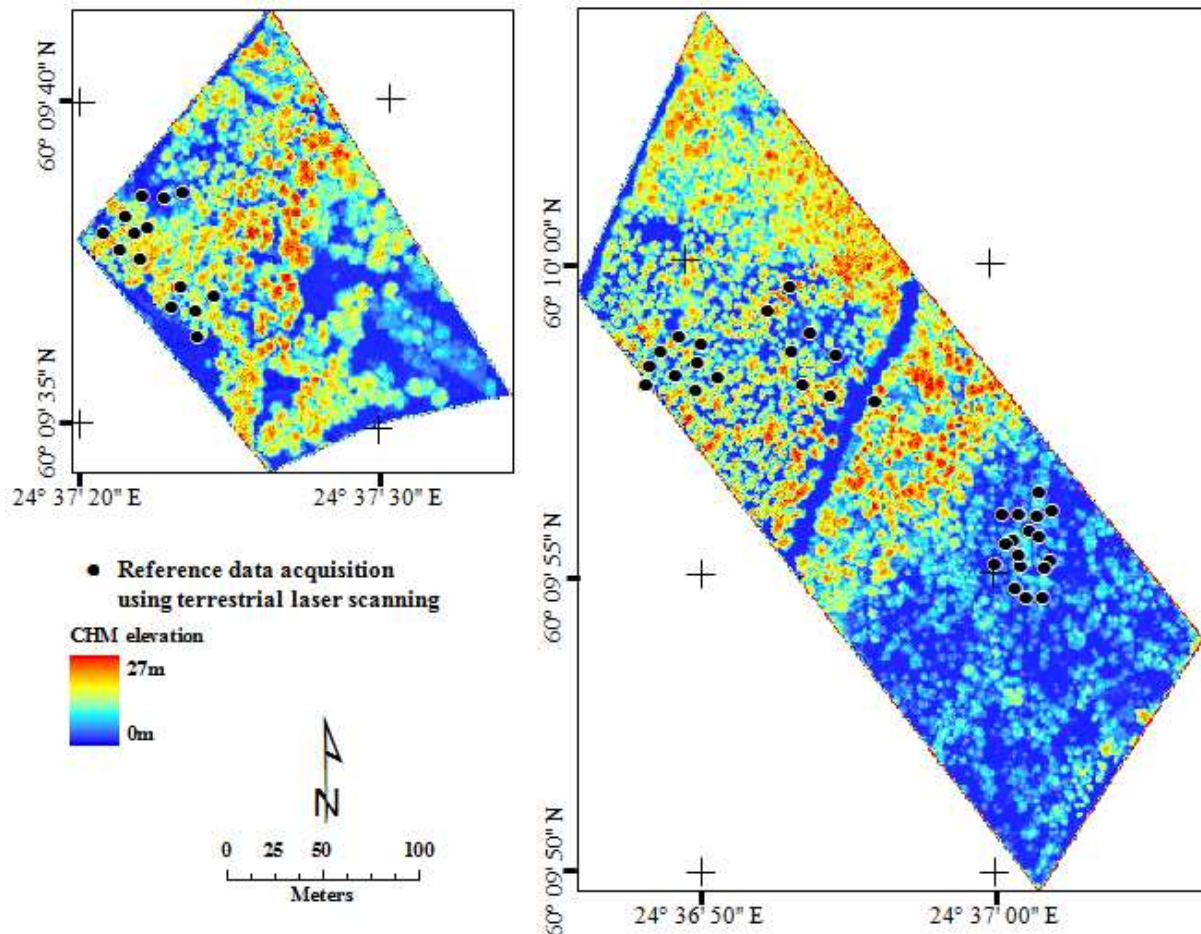 60° 09' 40" N
60° 09' 35" N
24° 37' 20" E
24° 37' 30" E
Reference data acquisition
using terrestrial laser scanning
CHM elevation
27m
0m
N
0 25 50 100
Meters
60° 10' 00" N
60° 09' 55" N
60° 09' 50" N
24° 36' 50" E
24° 37' 00" E